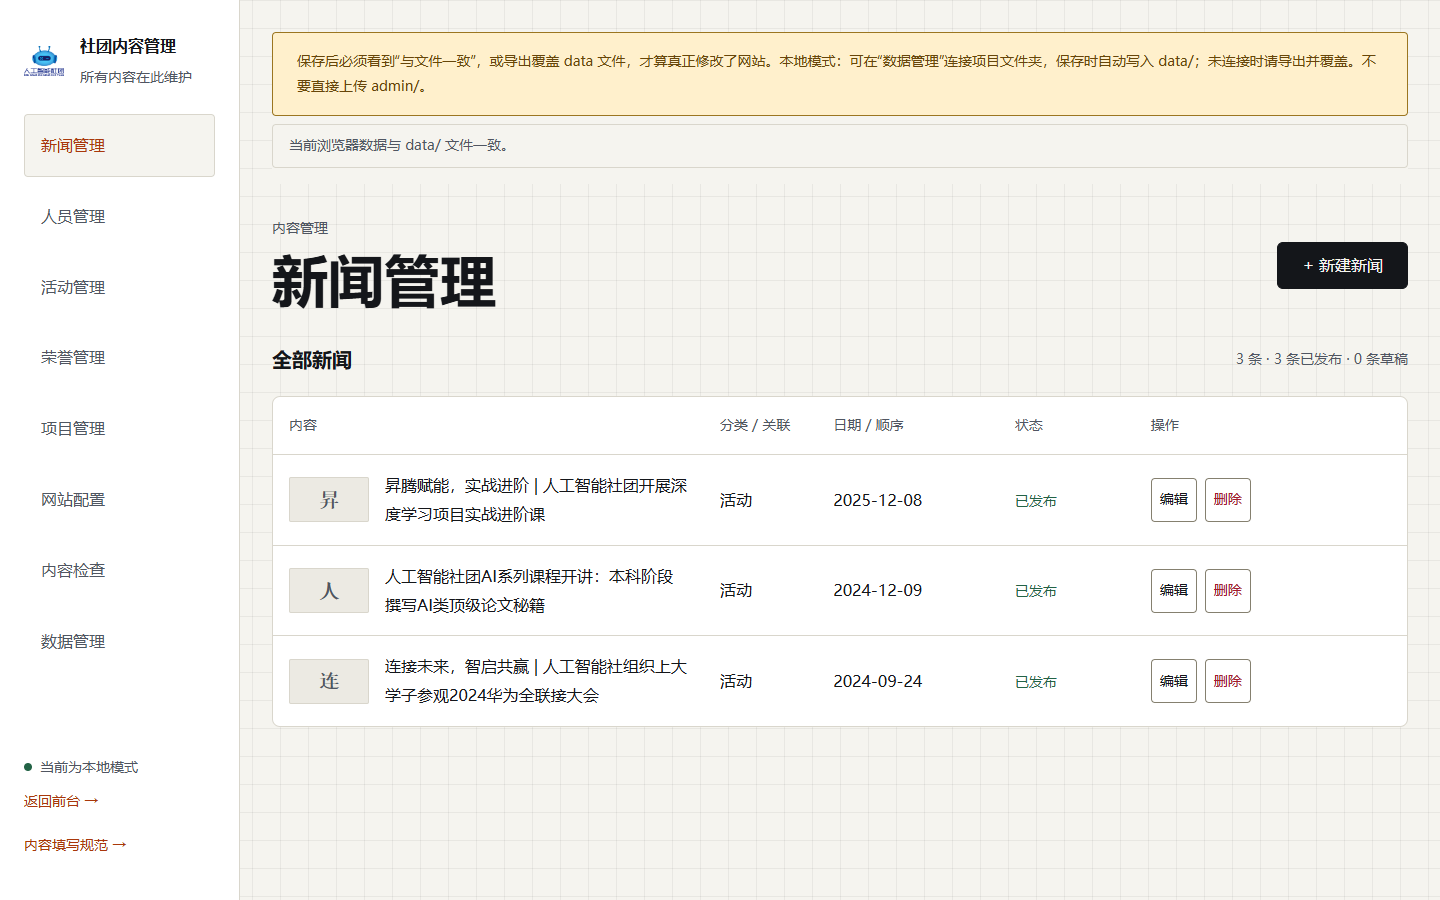 社团内容管理
所有内容在此维护
新闻管理
人员管理
活动管理
荣誉管理
项目管理
网站配置
内容检查
数据管理
当前为本地模式
返回前台 →
内容填写规范 →
保存后必须看到“与文件一致”，或导出覆盖 data 文件，才算真正修改了网站。本地模式：可在“数据管理”连接项目文件夹，保存时自动写入 data/；未连接时请导出并覆盖。不
要直接上传 admin/。
当前浏览器数据与 data/ 文件一致。
内容管理
新闻管理
+ 新建新闻
全部新闻
3 条 · 3 条已发布 · 0 条草稿
内容 分类 / 关联 日期 / 顺序 状态 操作
昇
昇腾赋能，实战进阶 | 人工智能社团开展深
度学习项目实战进阶课
活动 2025-12-08 已发布 编辑 删除
人
人工智能社团AI系列课程开讲：本科阶段
撰写AI类顶级论文秘籍
活动 2024-12-09 已发布 编辑 删除
连
连接未来，智启共赢 | 人工智能社组织上大
学子参观2024华为全联接大会
活动 2024-09-24 已发布 编辑 删除